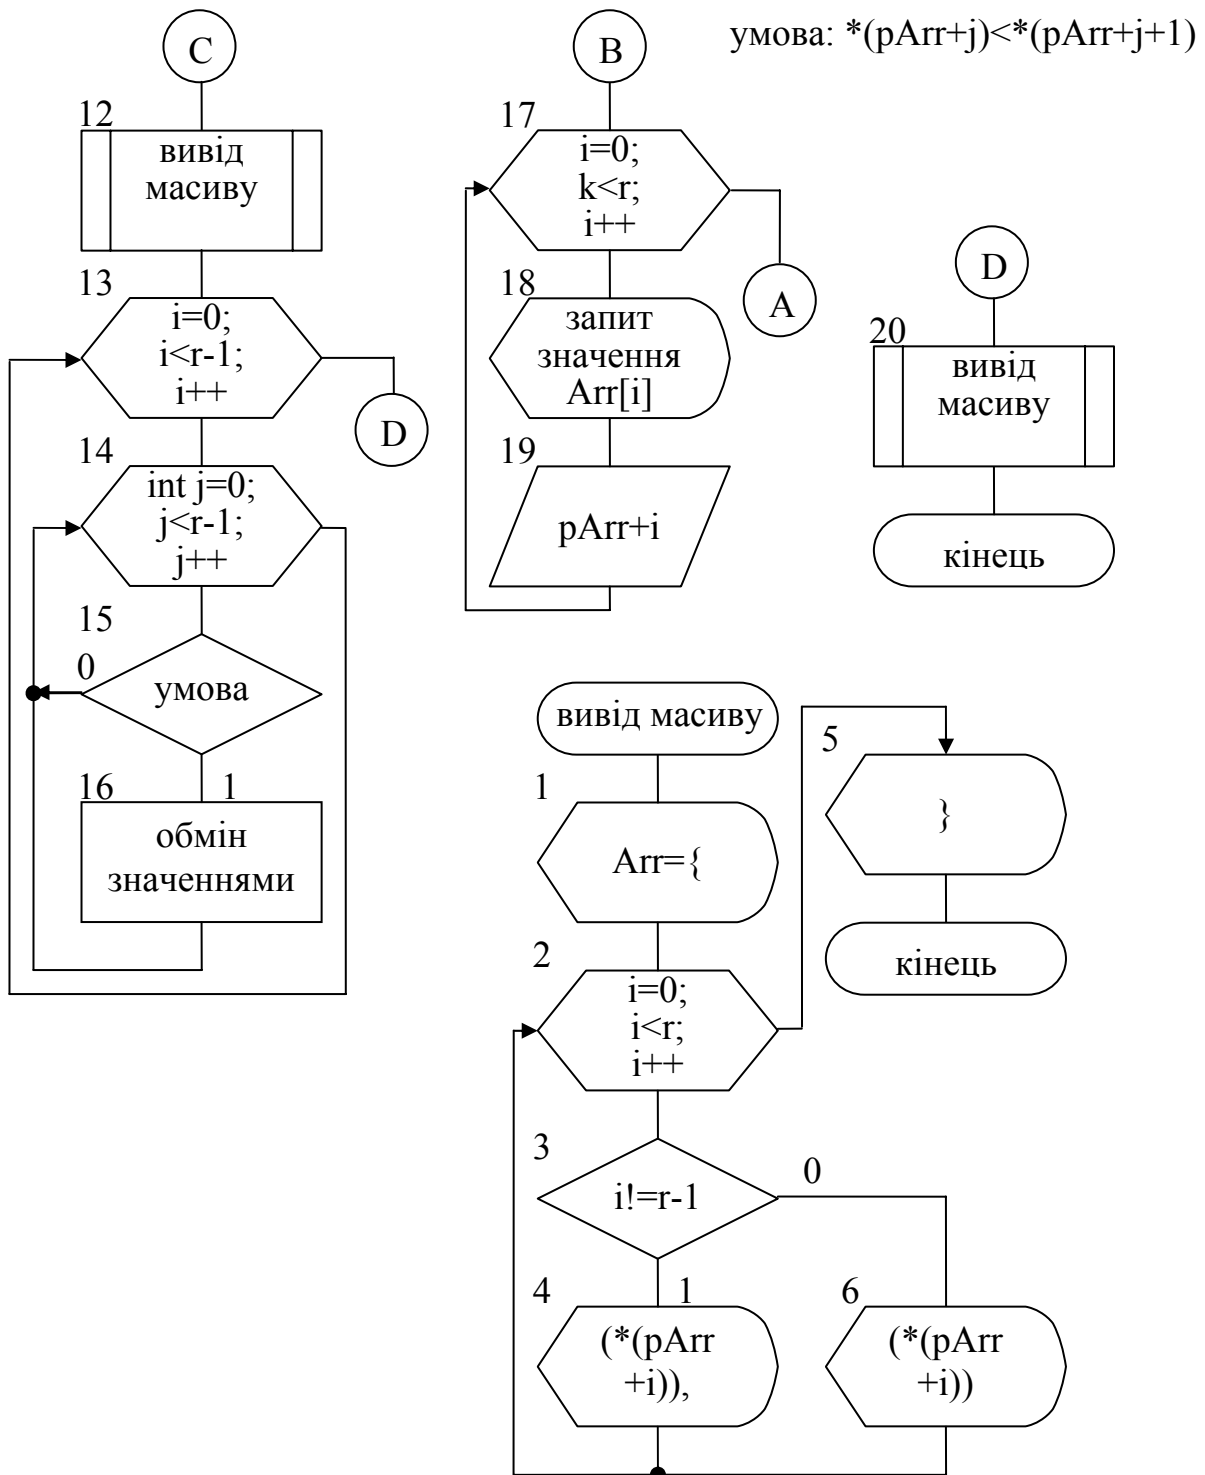 C
12
вивід
масиву
13
i=0;
i<r-1;
i++
D
14
int j=0;
j<r-1;
j++
15
0
умова
16
1
обмін
значеннями
B
17
i=0;
k<r;
i++
A
18
запит
значення
Arr[i]
19
pArr+i
умова: *(pArr+j)<*(pArr+j+1)
D
20
вивід
масиву
кінець
вивід масиву
1
Arr={
2
i=0;
i<r;
i++
3
i!=r-1
0
4
1
(*(pArr
+i)),
6
(*(pArr
+i))
5
}
кінець